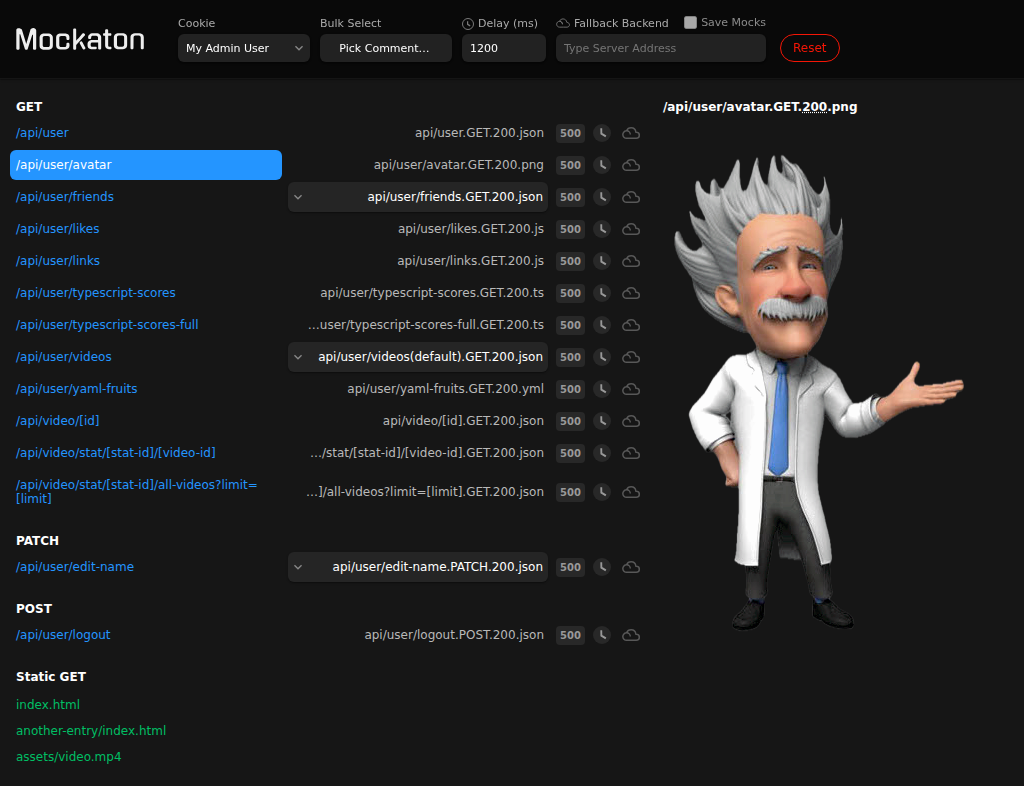 Mockaton
Cookie
My Admin User
Bulk Select
Pick Comment…
Delay (ms)
1200
Fallback Backend
Type Server Address
Save Mocks
Reset
GET
/api/user api/user.GET.200.json 500
/api/user/avatar api/user/avatar.GET.200.png 500
/api/user/friends api/user/friends.GET.200.json 500
/api/user/likes api/user/likes.GET.200.js 500
/api/user/links api/user/links.GET.200.js 500
/api/user/typescript-scores api/user/typescript-scores.GET.200.ts 500
/api/user/typescript-scores-full …user/typescript-scores-full.GET.200.ts 500
/api/user/videos api/user/videos(default).GET.200.json 500
/api/user/yaml-fruits api/user/yaml-fruits.GET.200.yml 500
/api/video/[id] api/video/[id].GET.200.json 500
/api/video/stat/[stat-id]/[video-id] …/stat/[stat-id]/[video-id].GET.200.json 500
/api/video/stat/[stat-id]/all-videos?limit=
[limit]
…]/all-videos?limit=[limit].GET.200.json 500
PATCH
/api/user/edit-name api/user/edit-name.PATCH.200.json 500
POST
/api/user/logout api/user/logout.POST.200.json 500
Static GET
index.html
another-entry/index.html
assets/video.mp4
/api/user/avatar.GET.200.png